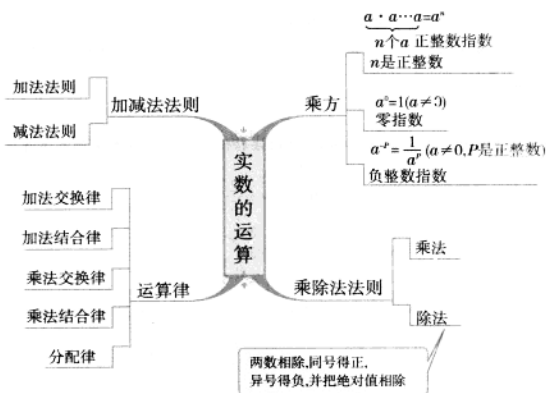 a·a…a=aⁿ
n个a 正整数指数
n是正整数
加法法则
加减法法则
乘方
减法法则
a⁰=1(a≠0)
零指数
a⁻ᴾ=1/aᴾ(a≠0,P是正整数)
负整数指数
实数的运算
加法交换律
加法结合律
乘法交换律
乘法结合律
分配律
运算律
乘除法法则
乘法
除法
两数相除,同号得正,
异号得负,并把绝对值相除